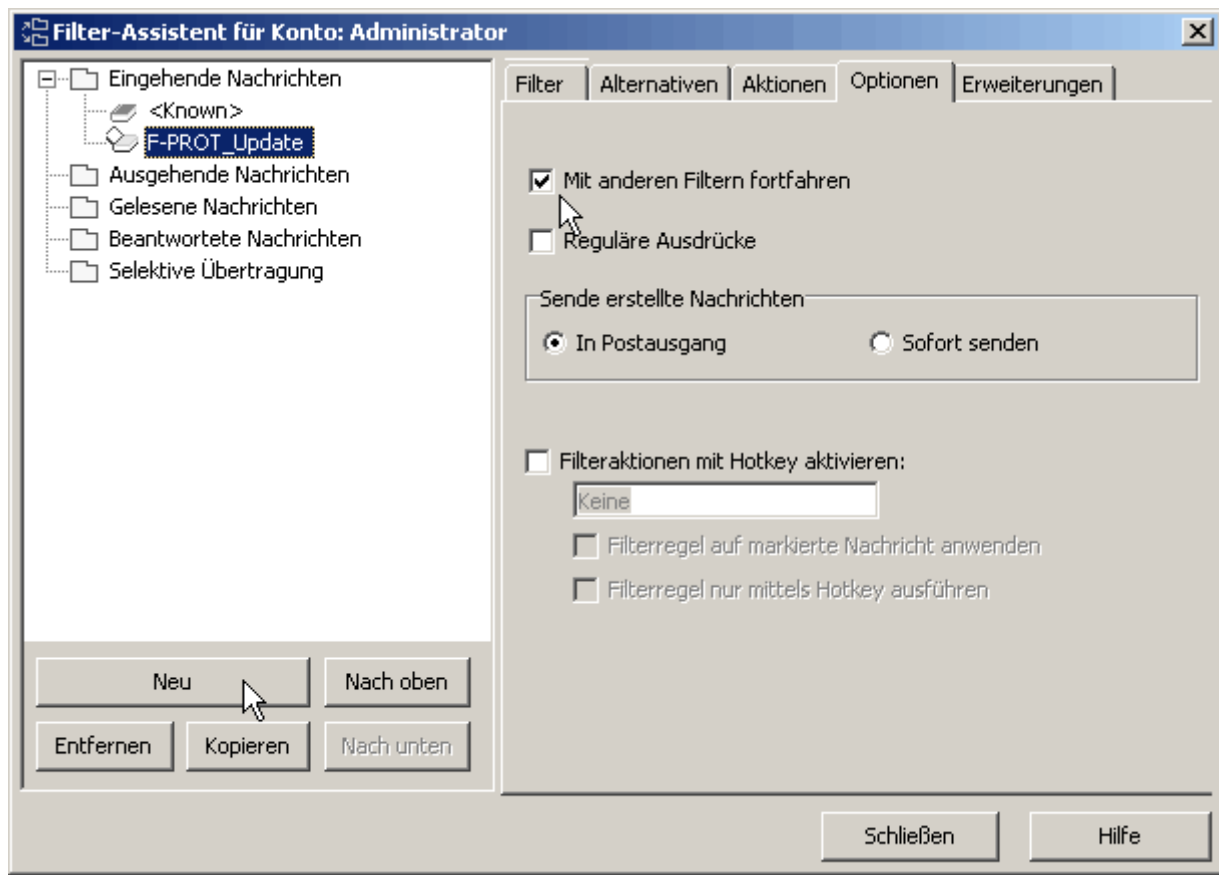 Filter-Assistent für Konto: Administrator
Eingehende Nachrichten
<Known>
F-PROT_Update
Ausgehende Nachrichten
Gelesene Nachrichten
Beantwortete Nachrichten
Selektive Übertragung
Neu
Nach oben
Entfernen
Kopieren
Nach unten
Filter
Alternativen
Aktionen
Optionen
Erweiterungen
Mit anderen Filtern fortfahren
Reguläre Ausdrücke
Sende erstellte Nachrichten
In Postausgang
Sofort senden
Filteraktionen mit Hotkey aktivieren:
Keine
Filterregel auf markierte Nachricht anwenden
Filterregel nur mittels Hotkey ausführen
Schließen
Hilfe